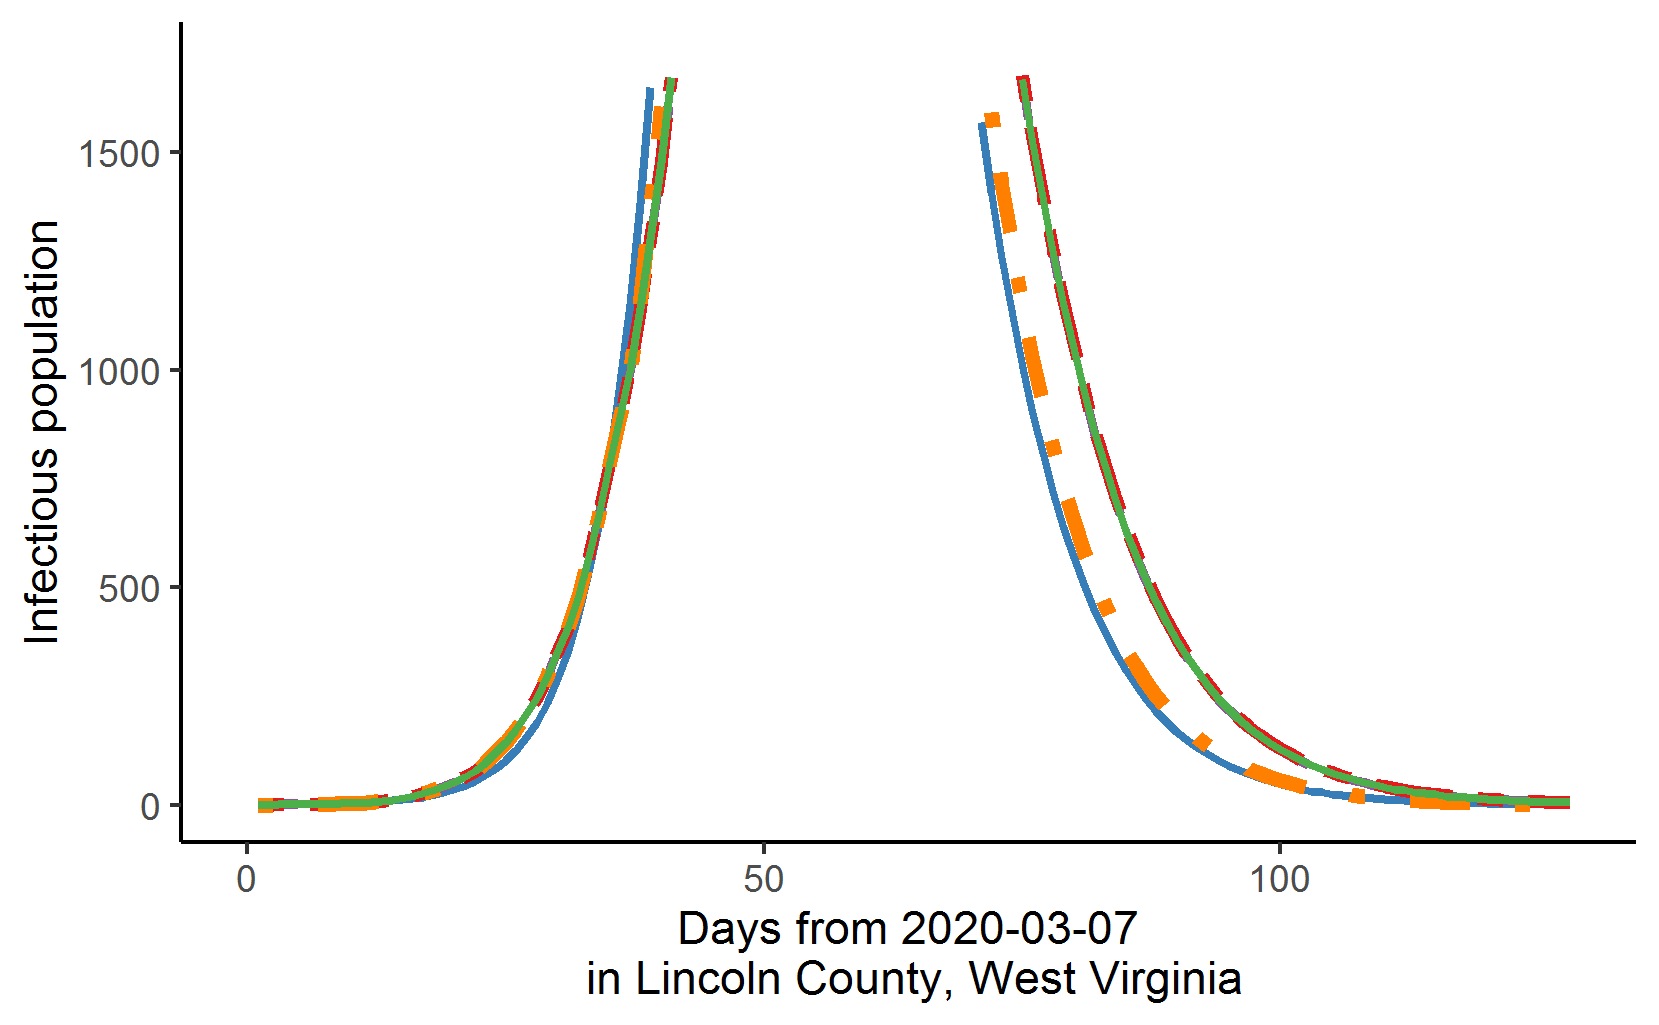 Infectious population
1500
1000
500
0
0 50 100
Days from 2020-03-07
in Lincoln County, West Virginia